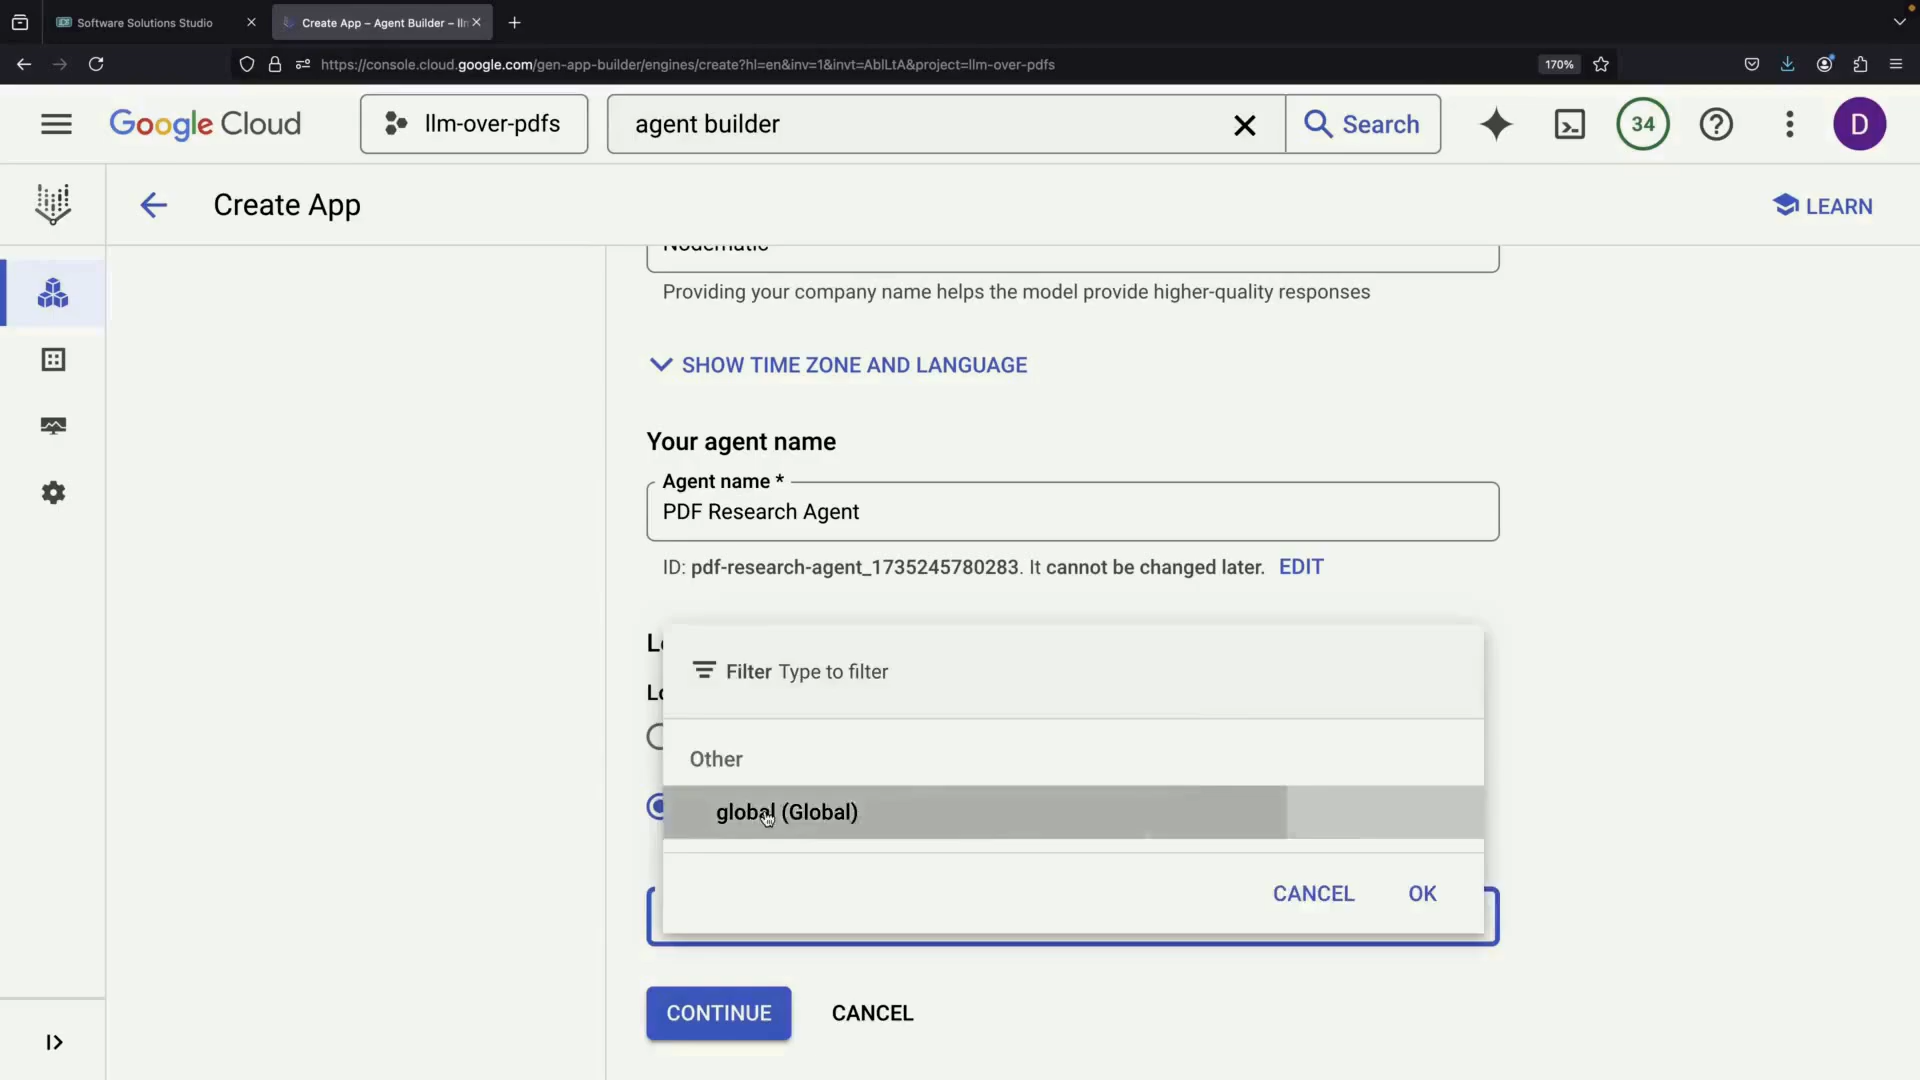 Software Solutions Studio
Create App – Agent Builder – ll
https://console.cloud.google.com/gen-app-builder/engines/create?hl=en&inv=1&invt=AblLtA&project=llm-over-pdfs
170%
Google Cloud
llm-over-pdfs
agent builder
Search
34
D
Create App
LEARN
Nodematic
Providing your company name helps the model provide higher-quality responses
SHOW TIME ZONE AND LANGUAGE
Your agent name
Agent name *
PDF Research Agent
ID: pdf-research-agent_1735245780283. It cannot be changed later. EDIT
Filter Type to filter
Other
global (Global)
CANCEL OK
CONTINUE CANCEL